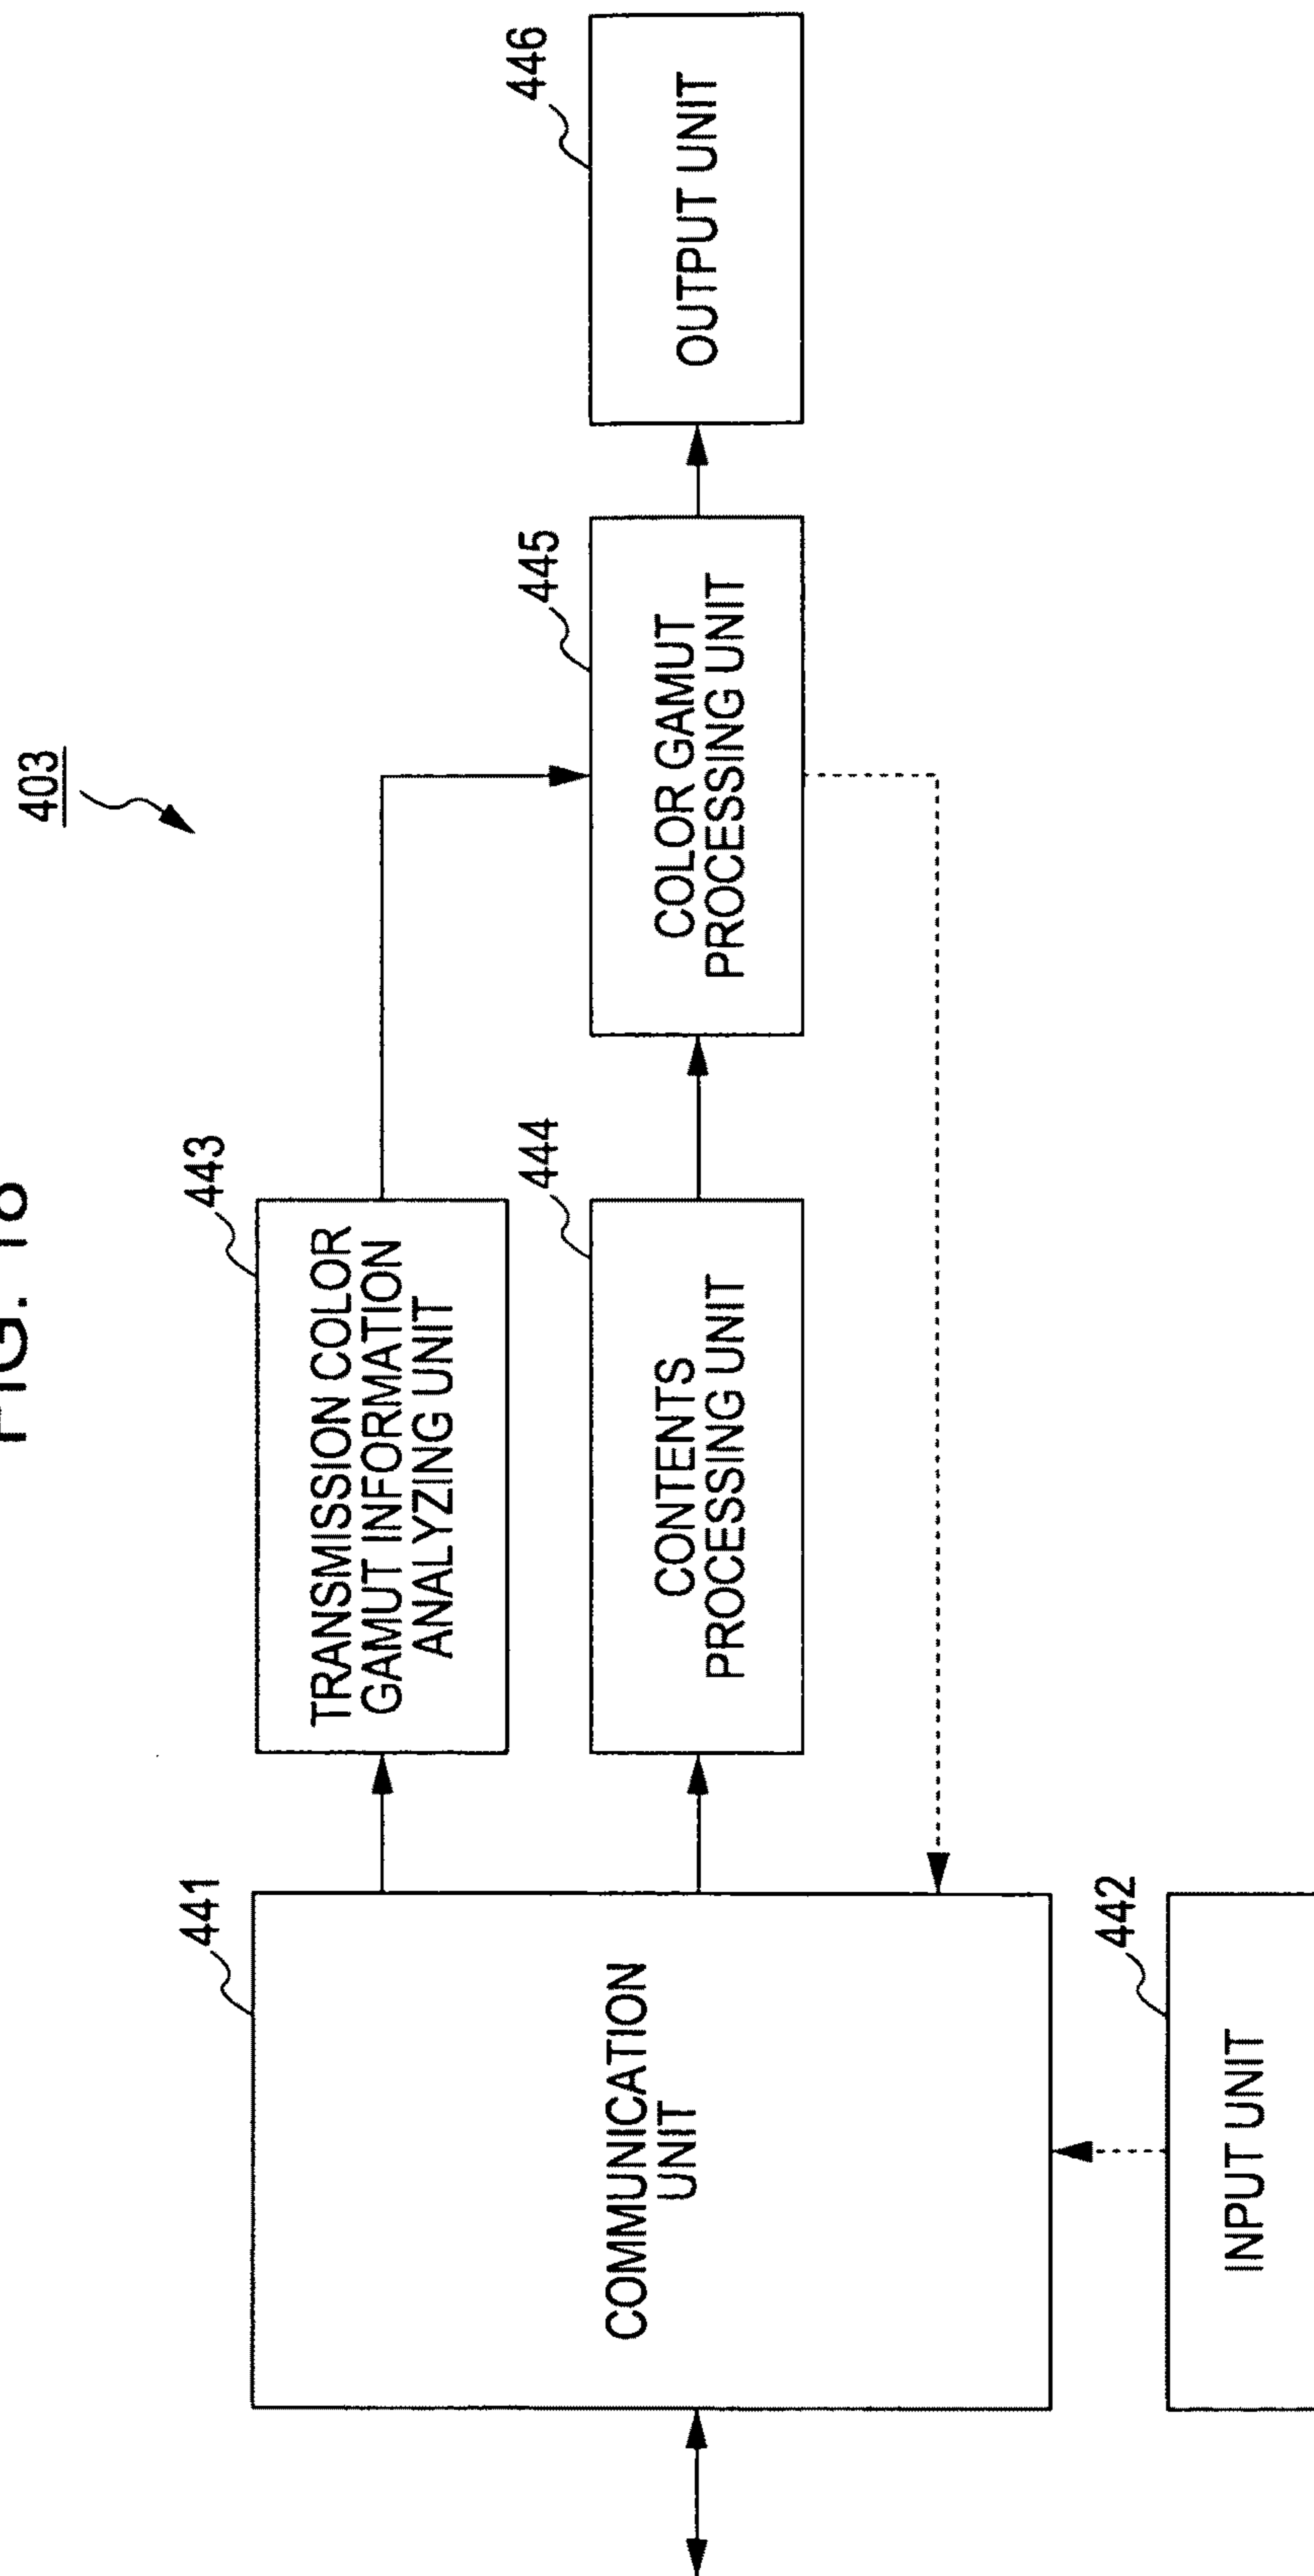 FIG. 18
403
441
COMMUNICATION
UNIT
442
INPUT UNIT
443
TRANSMISSION COLOR
GAMUT INFORMATION
ANALYZING UNIT
444
CONTENTS
PROCESSING UNIT
445
COLOR GAMUT
PROCESSING UNIT
446
OUTPUT UNIT